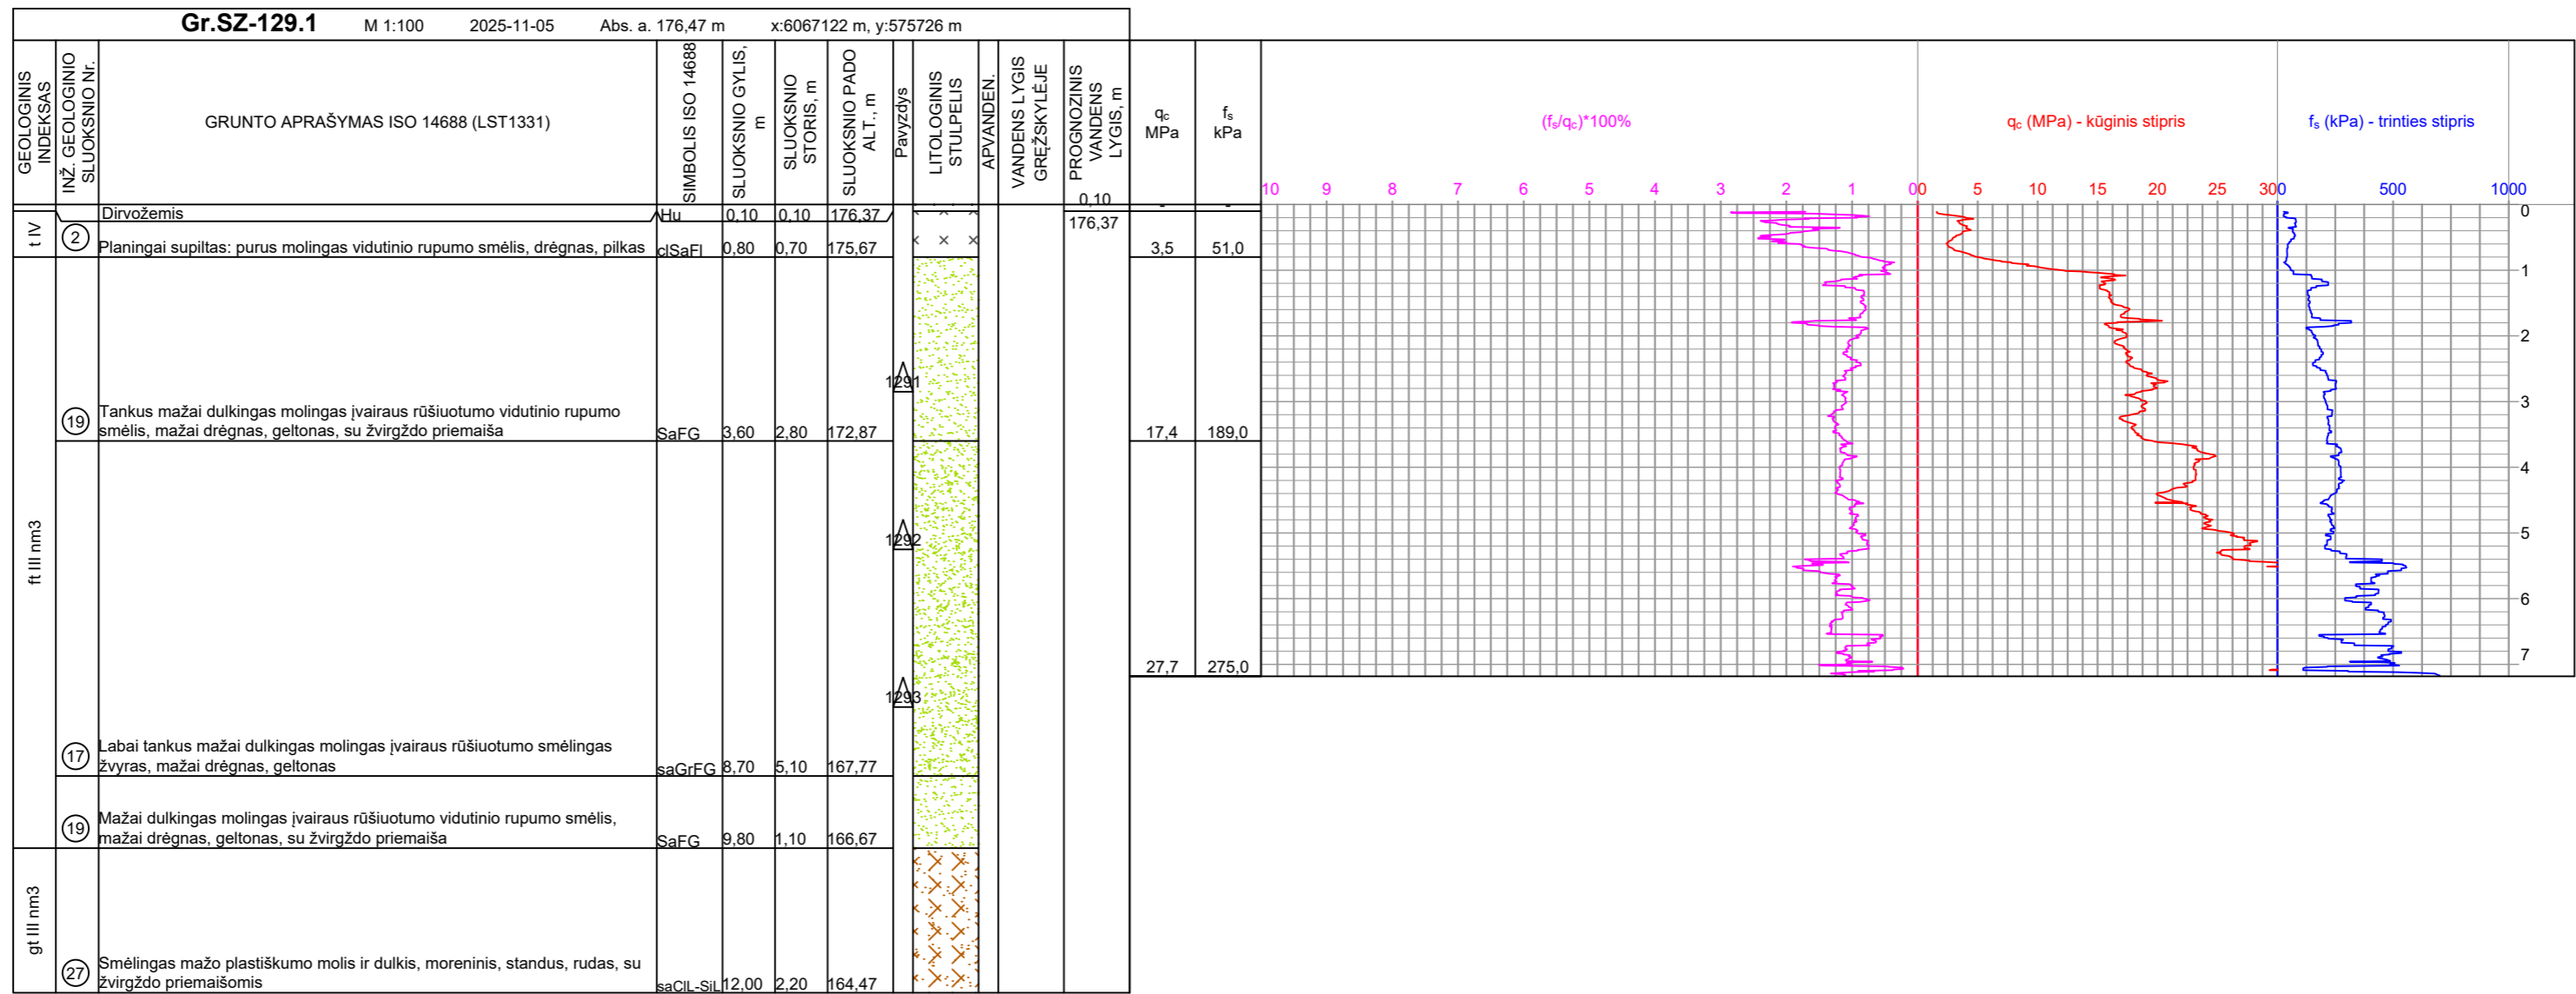 Gr.SZ-129.1 M 1:100 2025-11-05 Abs. a. 176,47 m x:6067122 m, y:575726 m
GEOLOGINIS
INDEKSAS
INŽ. GEOLOGINIO
SLUOKSNIO Nr.
GRUNTO APRAŠYMAS ISO 14688 (LST1331)
SIMBOLIS ISO 14688
SLUOKSNIO GYLIS,
m
SLUOKSNIO
STORIS, m
SLUOKSNIO PADO
ALT., m
Pavyzdys
LITOLOGINIS
STULPELIS
APVANDEN.
VANDENS LYGIS
GRĘŽSKYLĖJE
PROGNOZINIS
VANDENS
LYGIS, m
0,10
176,37
qc
MPa
fs
kPa
(fs/qc)*100%
qc (MPa) - kūginis stipris
fs (kPa) - trinties stipris
10 9 8 7 6 5 4 3 2 1 0
0 5 10 15 20 25 30
0 500 1000
t IV
Dirvožemis Hu 0,10 0,10 176,37 - -
2
Planingai supiltas: purus molingas vidutinio rupumo smėlis, drėgnas, pilkas clSaFl 0,80 0,70 175,67 3,5 51,0
ft III nm3
1291
19
Tankus mažai dulkingas molingas įvairaus rūšiuotumo vidutinio rupumo
smėlis, mažai drėgnas, geltonas, su žvirgždo priemaiša SaFG 3,60 2,80 172,87 17,4 189,0
1292
27,7 275,0
1293
17
Labai tankus mažai dulkingas molingas įvairaus rūšiuotumo smėlingas
žvyras, mažai drėgnas, geltonas saGrFG 8,70 5,10 167,77
19
Mažai dulkingas molingas įvairaus rūšiuotumo vidutinio rupumo smėlis,
mažai drėgnas, geltonas, su žvirgždo priemaiša SaFG 9,80 1,10 166,67
gt III nm3
27
Smėlingas mažo plastiškumo molis ir dulkis, moreninis, standus, rudas, su
žvirgždo priemaišomis saClL-SiL 12,00 2,20 164,47
0
1
2
3
4
5
6
7